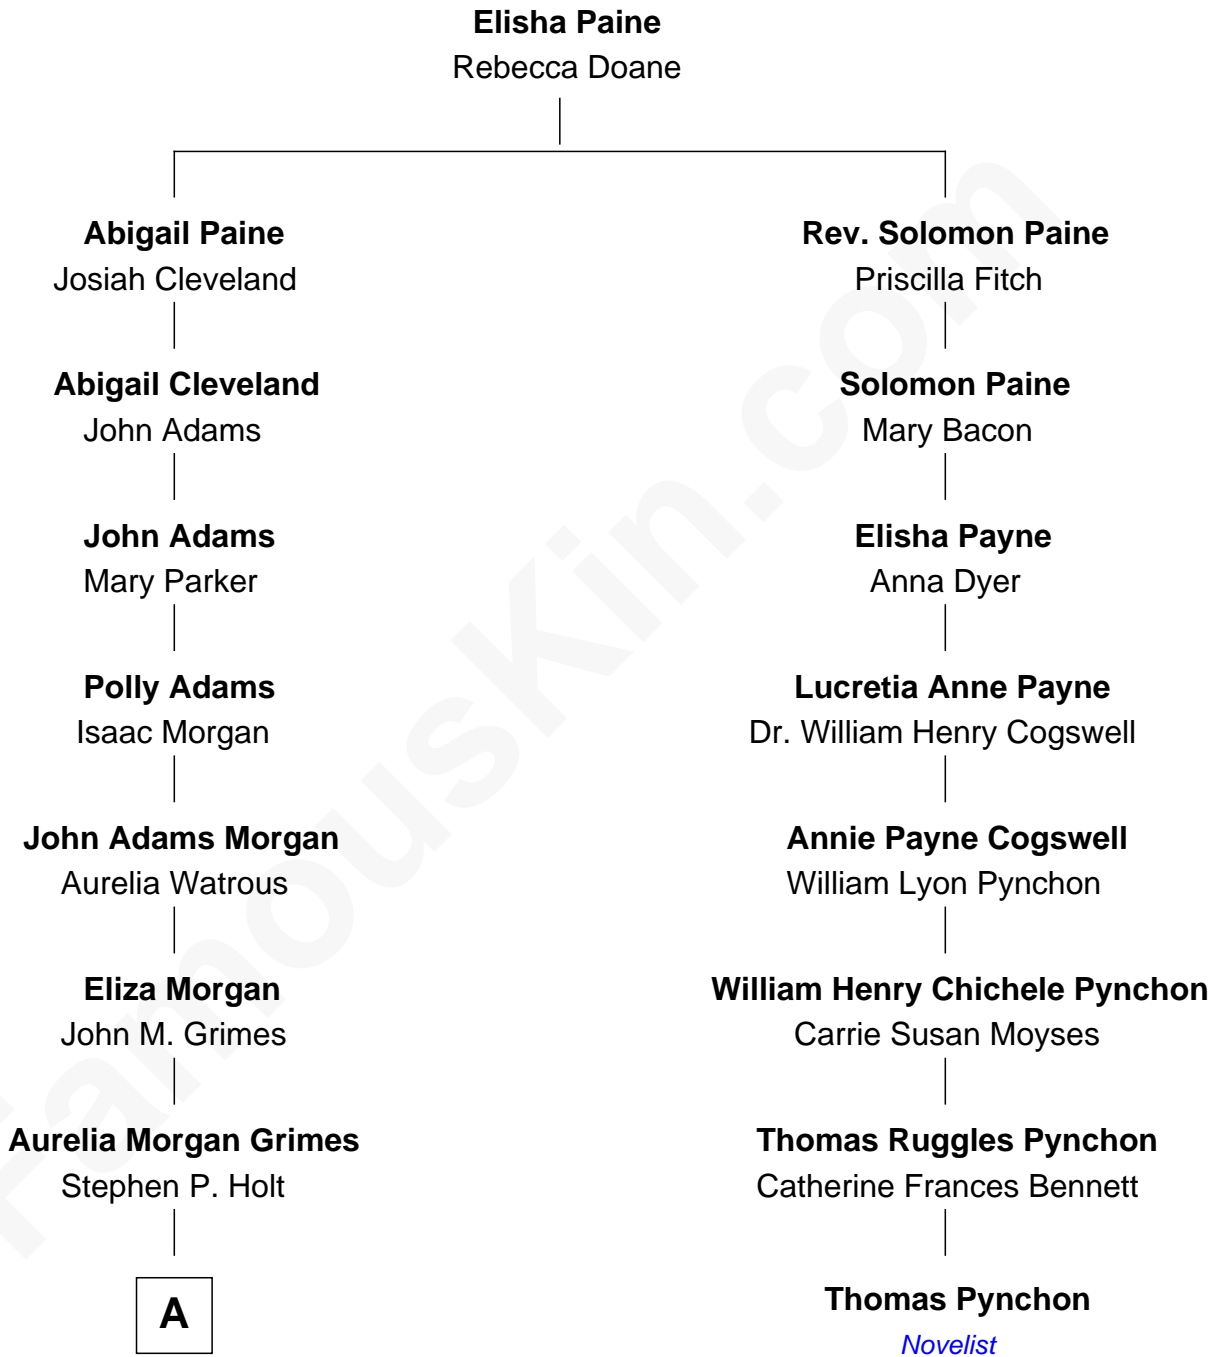 Elisha Paine
Rebecca Doane
Abigail Paine
Josiah Cleveland
Rev. Solomon Paine
Priscilla Fitch
Abigail Cleveland
John Adams
Solomon Paine
Mary Bacon
John Adams
Mary Parker
Elisha Payne
Anna Dyer
Polly Adams
Isaac Morgan
Lucretia Anne Payne
Dr. William Henry Cogswell
John Adams Morgan
Aurelia Watrous
Annie Payne Cogswell
William Lyon Pynchon
Eliza Morgan
John M. Grimes
William Henry Chichele Pynchon
Carrie Susan Moyses
Aurelia Morgan Grimes
Stephen P. Holt
Thomas Ruggles Pynchon
Catherine Frances Bennett
A
Thomas Pynchon
Novelist
FamousKin.com